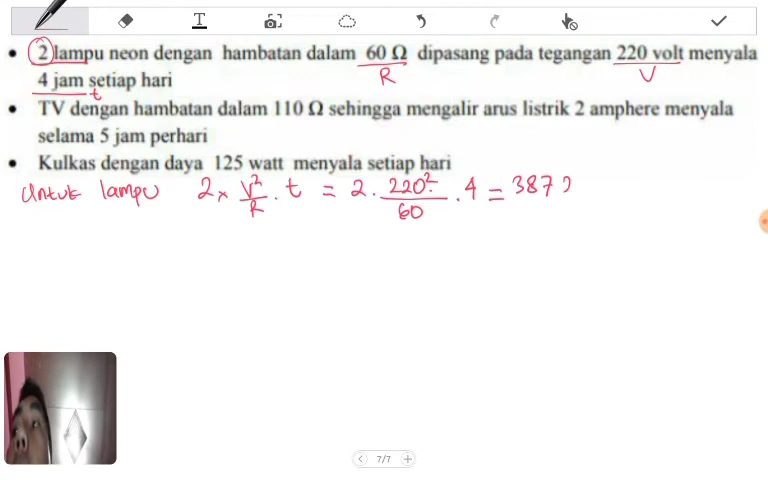 • 2 lampu neon dengan hambatan dalam 60 Ω dipasang pada tegangan 220 volt menyala
R V
4 jam setiap hari
t
• TV dengan hambatan dalam 110 Ω sehingga mengalir arus listrik 2 amphere menyala
selama 5 jam perhari
• Kulkas dengan daya 125 watt menyala setiap hari
Untuk lampu 2 × V²/R . t = 2 . 220²/60 . 4 = 387
7/7